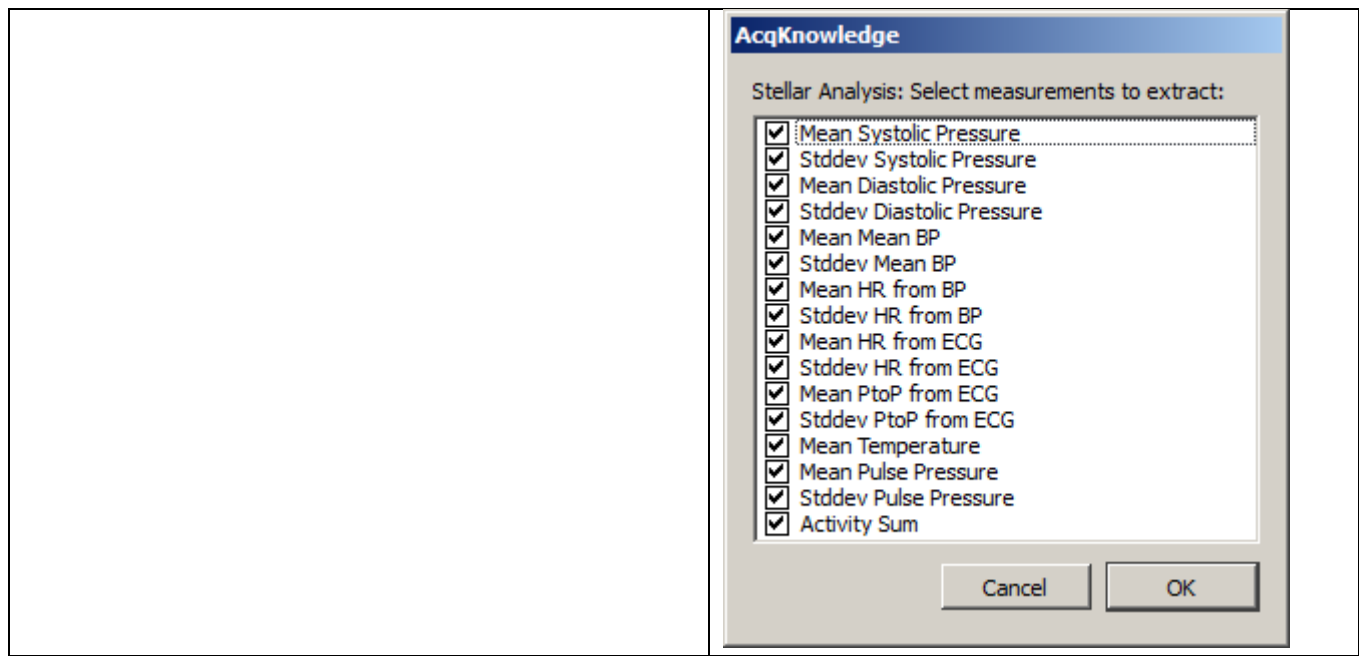 AcqKnowledge
Stellar Analysis: Select measurements to extract:
Mean Systolic Pressure
Stddev Systolic Pressure
Mean Diastolic Pressure
Stddev Diastolic Pressure
Mean Mean BP
Stddev Mean BP
Mean HR from BP
Stddev HR from BP
Mean HR from ECG
Stddev HR from ECG
Mean PtoP from ECG
Stddev PtoP from ECG
Mean Temperature
Mean Pulse Pressure
Stddev Pulse Pressure
Activity Sum
Cancel OK